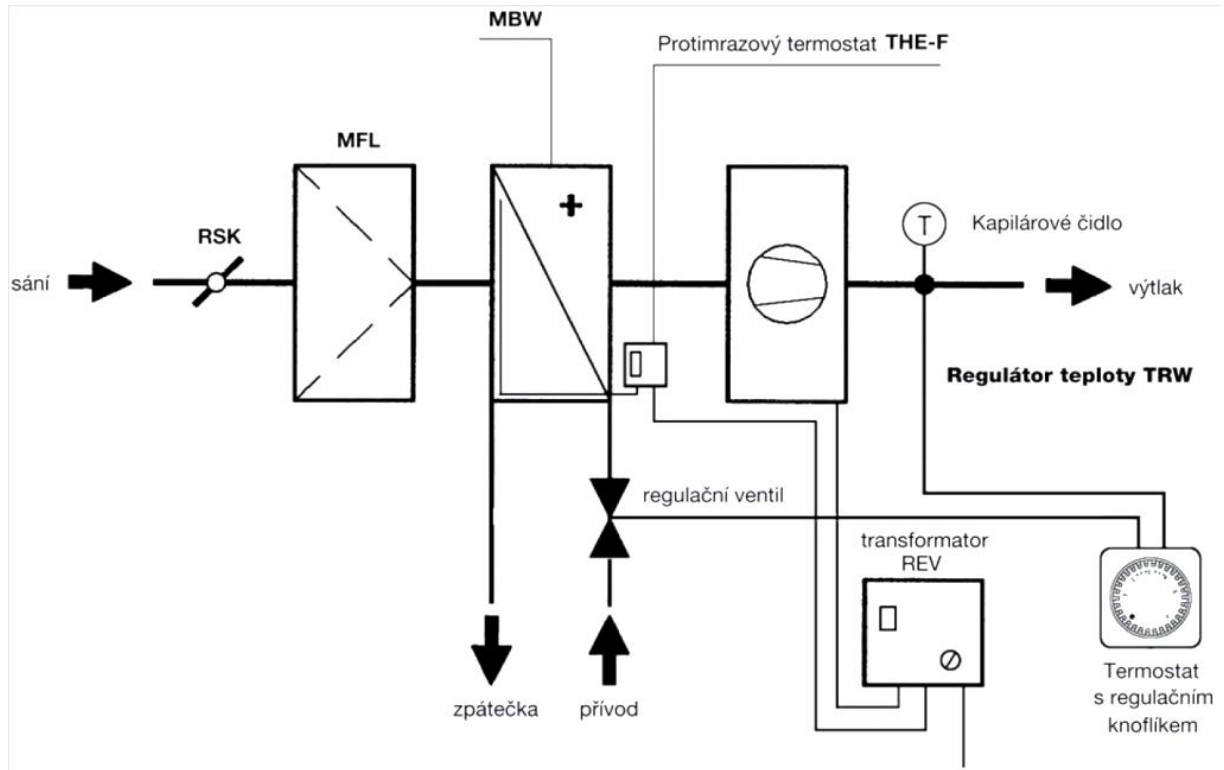 MBW
Protimrazový termostat THE-F
MFL
RSK
T
Kapilárové čidlo
sání
výtlak
Regulátor teploty TRW
regulační ventil
transformator
REV
zpátečka
přívod
Termostat
s regulačním
knoflíkem